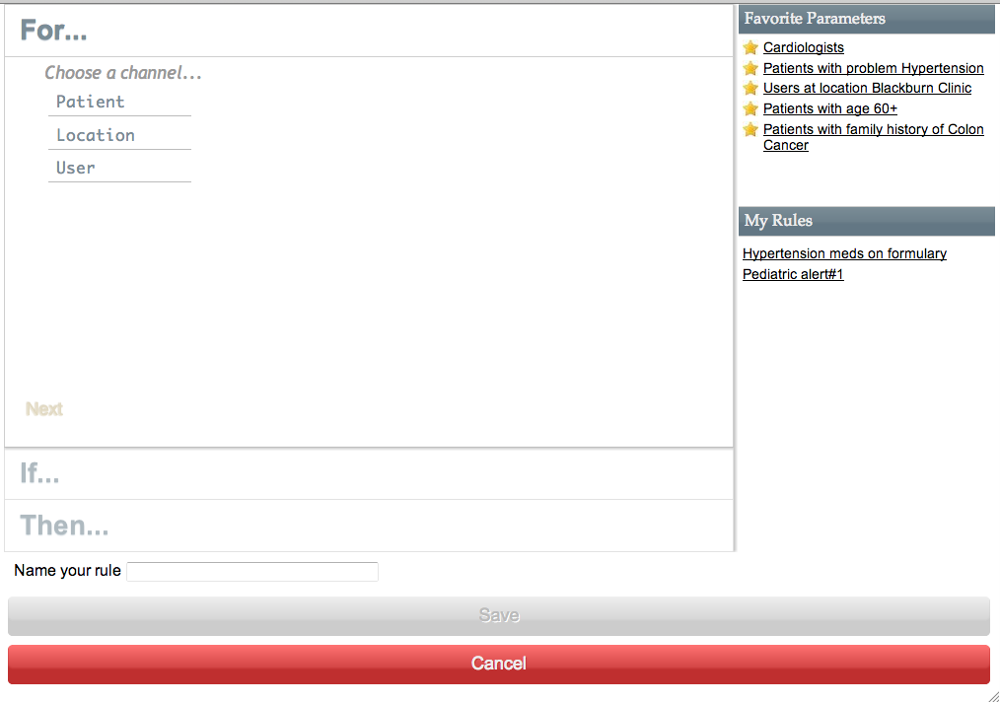 For...
Choose a channel...
Patient
Location
User
Next
If...
Then...
Name your rule
Save
Cancel
Favorite Parameters
Cardiologists
Patients with problem Hypertension
Users at location Blackburn Clinic
Patients with age 60+
Patients with family history of Colon
Cancer
My Rules
Hypertension meds on formulary
Pediatric alert#1